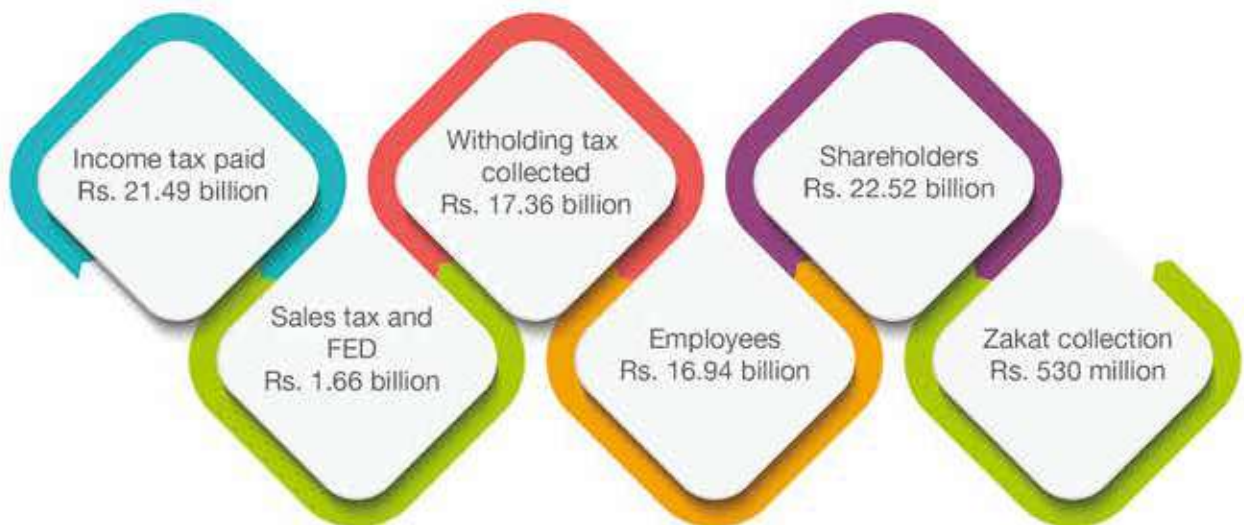 Income tax paid
Rs. 21.49 billion
Sales tax and
FED
Rs. 1.66 billion
Witholding tax
collected
Rs. 17.36 billion
Employees
Rs. 16.94 billion
Shareholders
Rs. 22.52 billion
Zakat collection
Rs. 530 million